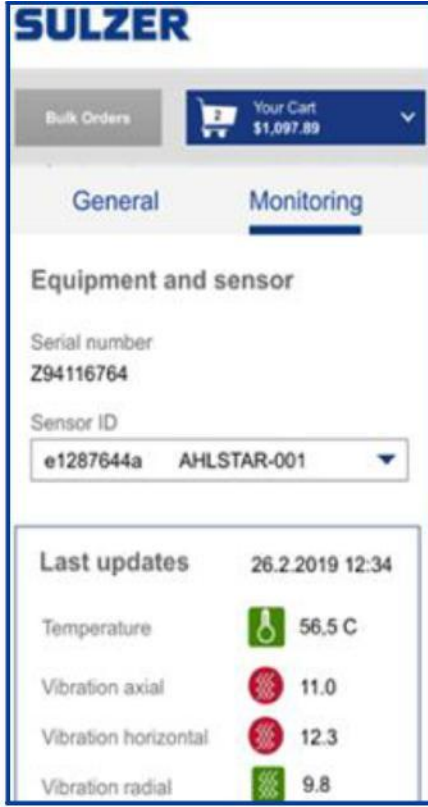 SULZER
Bulk Orders
2
Your Cart
$1,097.89
General Monitoring
Equipment and sensor
Serial number
Z94116764
Sensor ID
e1287644a AHLSTAR-001
Last updates 26.2.2019 12:34
Temperature 56,5 C
Vibration axial 11.0
Vibration horizontal 12.3
Vibration radial 9.8